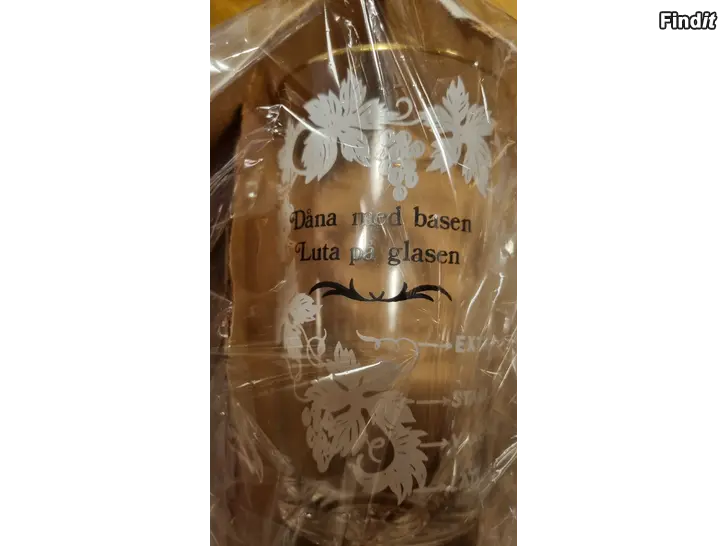 Findit
Dåna med basen
Luta på glasen